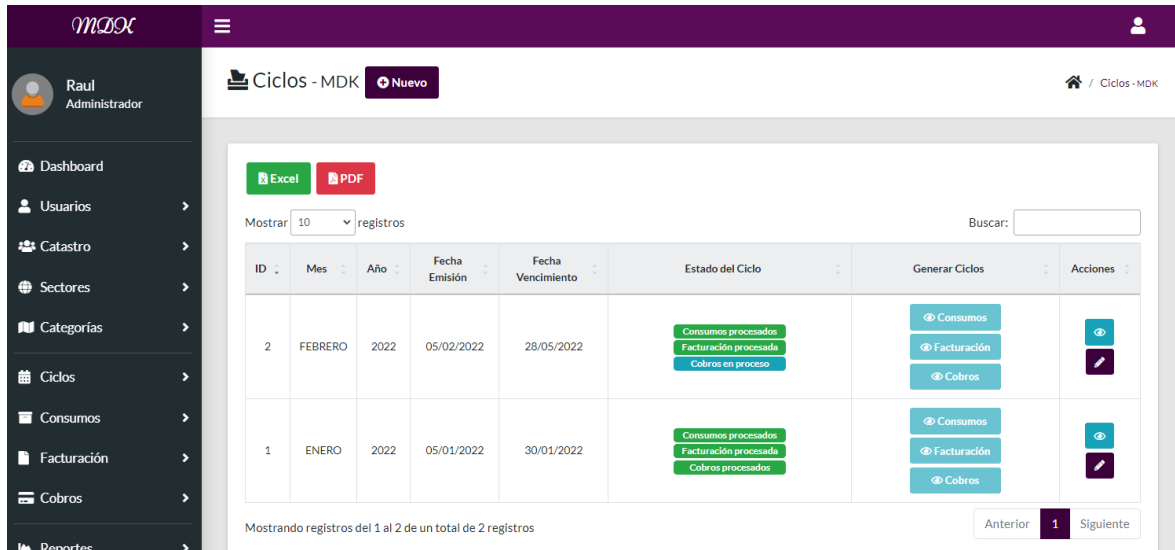 MDK
Raul
Administrador
Dashboard
Usuarios
Catastro
Sectores
Categorías
Ciclos
Consumos
Facturación
Cobros
Reportes
Ciclos - MDK
Nuevo
/ Ciclos - MDK
Excel
PDF
Mostrar 10 registros
Buscar:
ID Mes Año Fecha Emisión Fecha Vencimiento Estado del Ciclo Generar Ciclos Acciones
2 FEBRERO 2022 05/02/2022 28/05/2022
Consumos procesados
Facturación procesada
Cobros en proceso
Consumos
Facturación
Cobros
1 ENERO 2022 05/01/2022 30/01/2022
Consumos procesados
Facturación procesada
Cobros procesados
Consumos
Facturación
Cobros
Mostrando registros del 1 al 2 de un total de 2 registros
Anterior 1 Siguiente